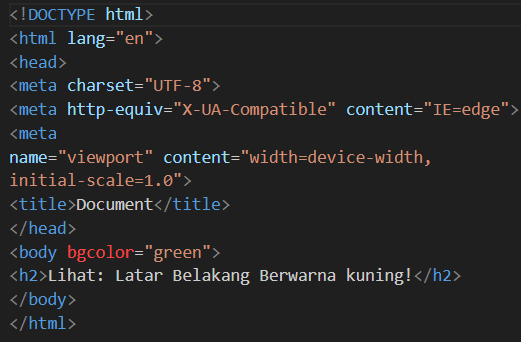 <!DOCTYPE html>
<html lang="en">
<head>
<meta charset="UTF-8">
<meta http-equiv="X-UA-Compatible" content="IE=edge">
<meta
name="viewport" content="width=device-width,
initial-scale=1.0">
<title>Document</title>
</head>
<body bgcolor="green">
<h2>Lihat: Latar Belakang Berwarna kuning!</h2>
</body>
</html>